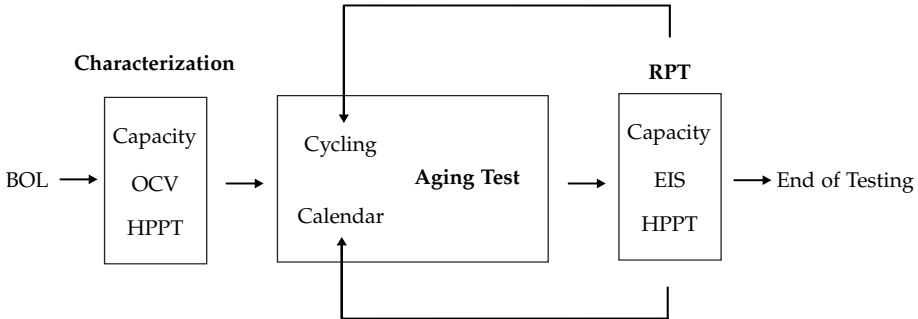 Characterization
RPT
BOL
Capacity
OCV
HPPT
Cycling
Aging Test
Calendar
Capacity
EIS
HPPT
End of Testing